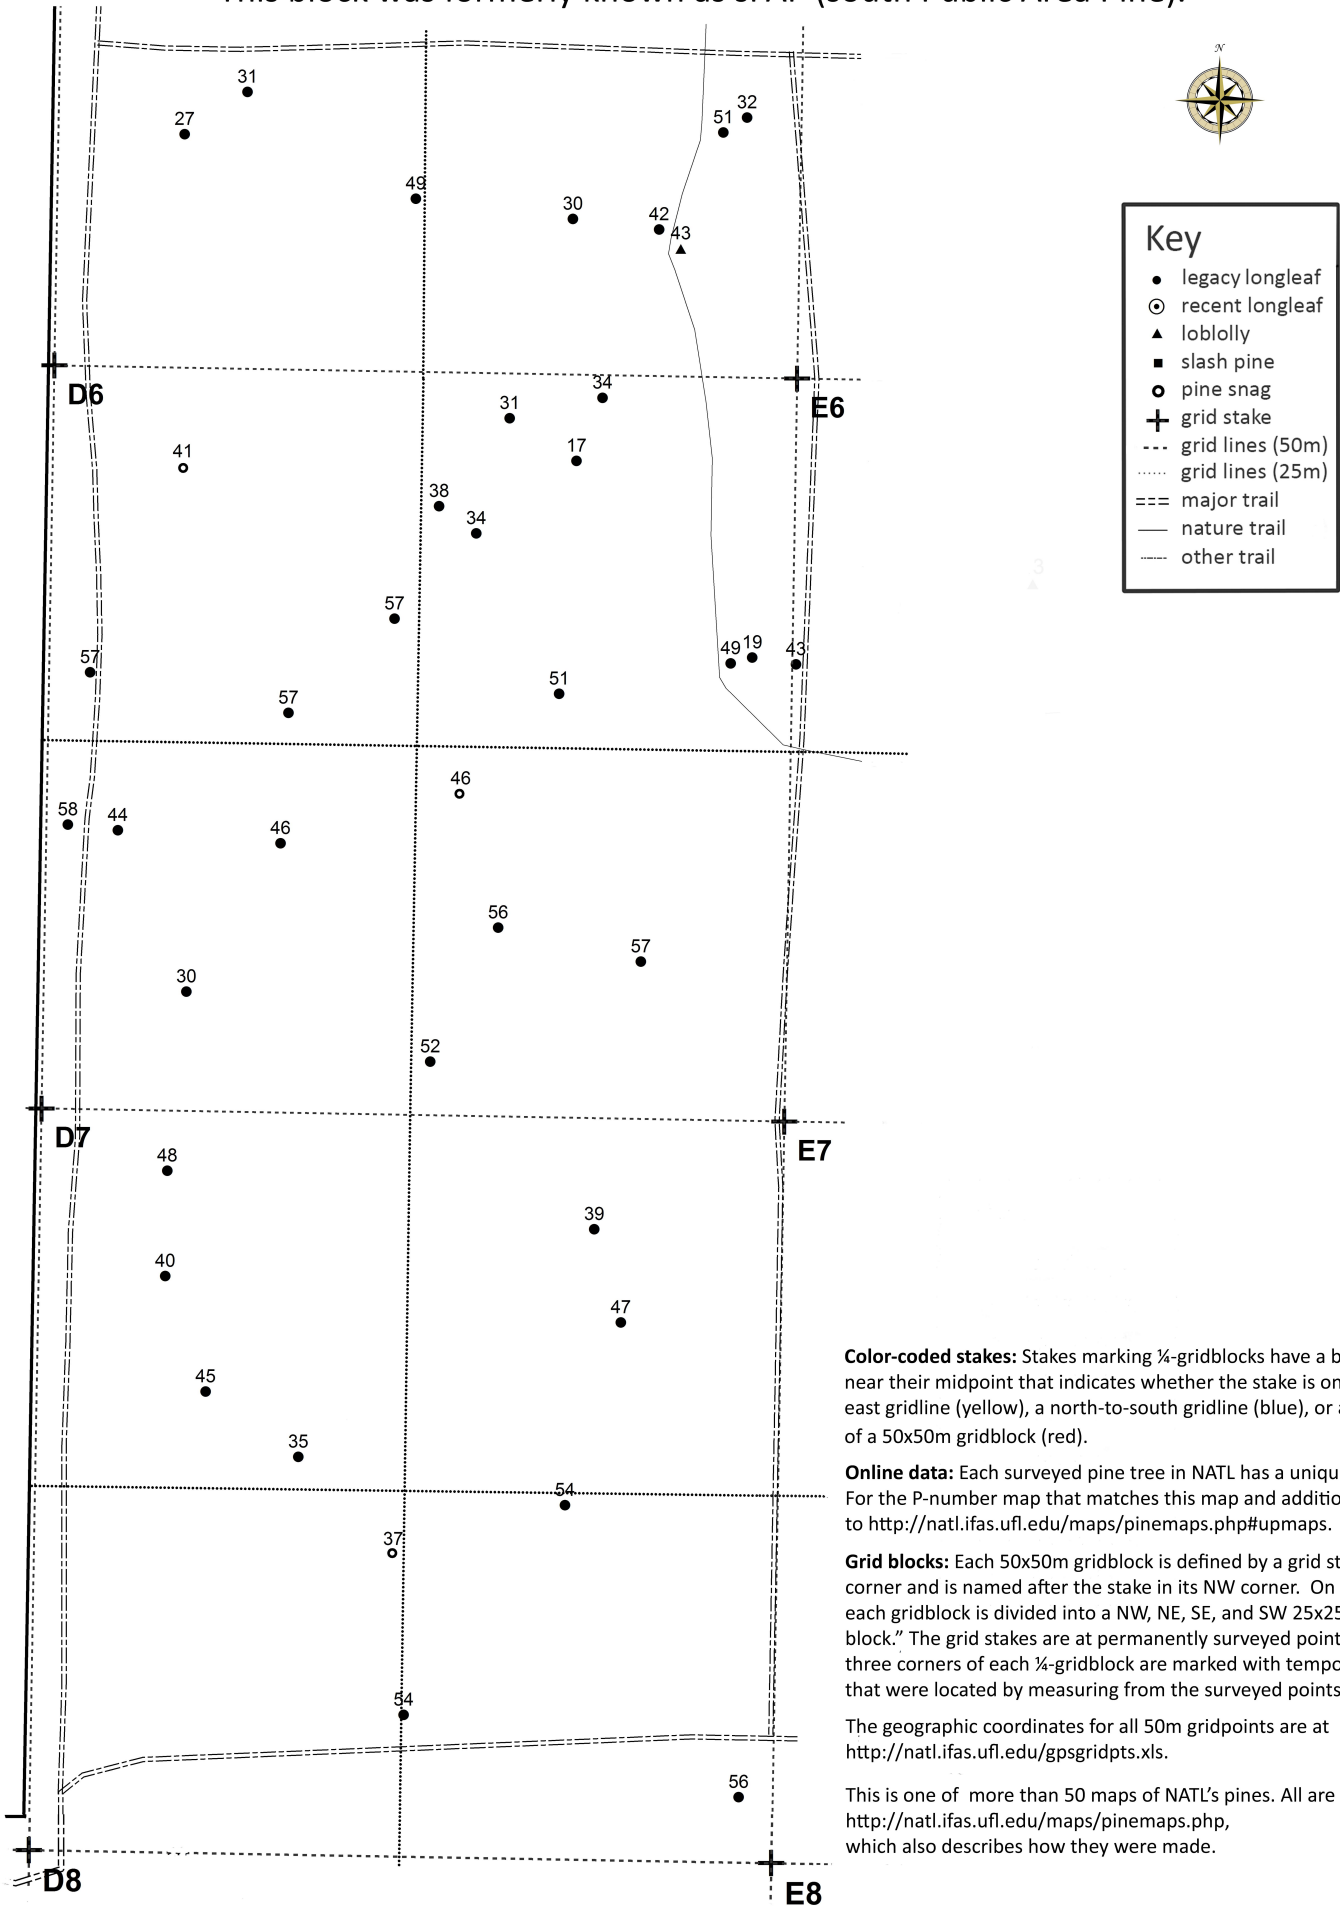 This block was formerly known as SPAP (South Public Area Pine).
N
31
27
32
51
49
30
42
43
Key
legacy longleaf
recent longleaf
loblolly
slash pine
pine snag
grid stake
grid lines (50m)
grid lines (25m)
major trail
nature trail
other trail
D6
E6
34
31
17
41
38
34
3
57
57
49
19
43
51
57
46
58
44
46
56
57
30
52
D7
E7
48
39
40
47
45
35
54
37
54
56
D8
E8
Color-coded stakes: Stakes marking ¼-gridblocks have a b
near their midpoint that indicates whether the stake is on
east gridline (yellow), a north-to-south gridline (blue), or a
of a 50x50m gridblock (red).
Online data: Each surveyed pine tree in NATL has a uniqu
For the P-number map that matches this map and additio
to http://natl.ifas.ufl.edu/maps/pinemaps.php#upmaps.
Grid blocks: Each 50x50m gridblock is defined by a grid st
corner and is named after the stake in its NW corner. On
each gridblock is divided into a NW, NE, SE, and SW 25x25
block.” The grid stakes are at permanently surveyed point
three corners of each ¼-gridblock are marked with tempo
that were located by measuring from the surveyed points
The geographic coordinates for all 50m gridpoints are at
http://natl.ifas.ufl.edu/gpsgridpts.xls.
This is one of more than 50 maps of NATL’s pines. All are
http://natl.ifas.ufl.edu/maps/pinemaps.php,
which also describes how they were made.